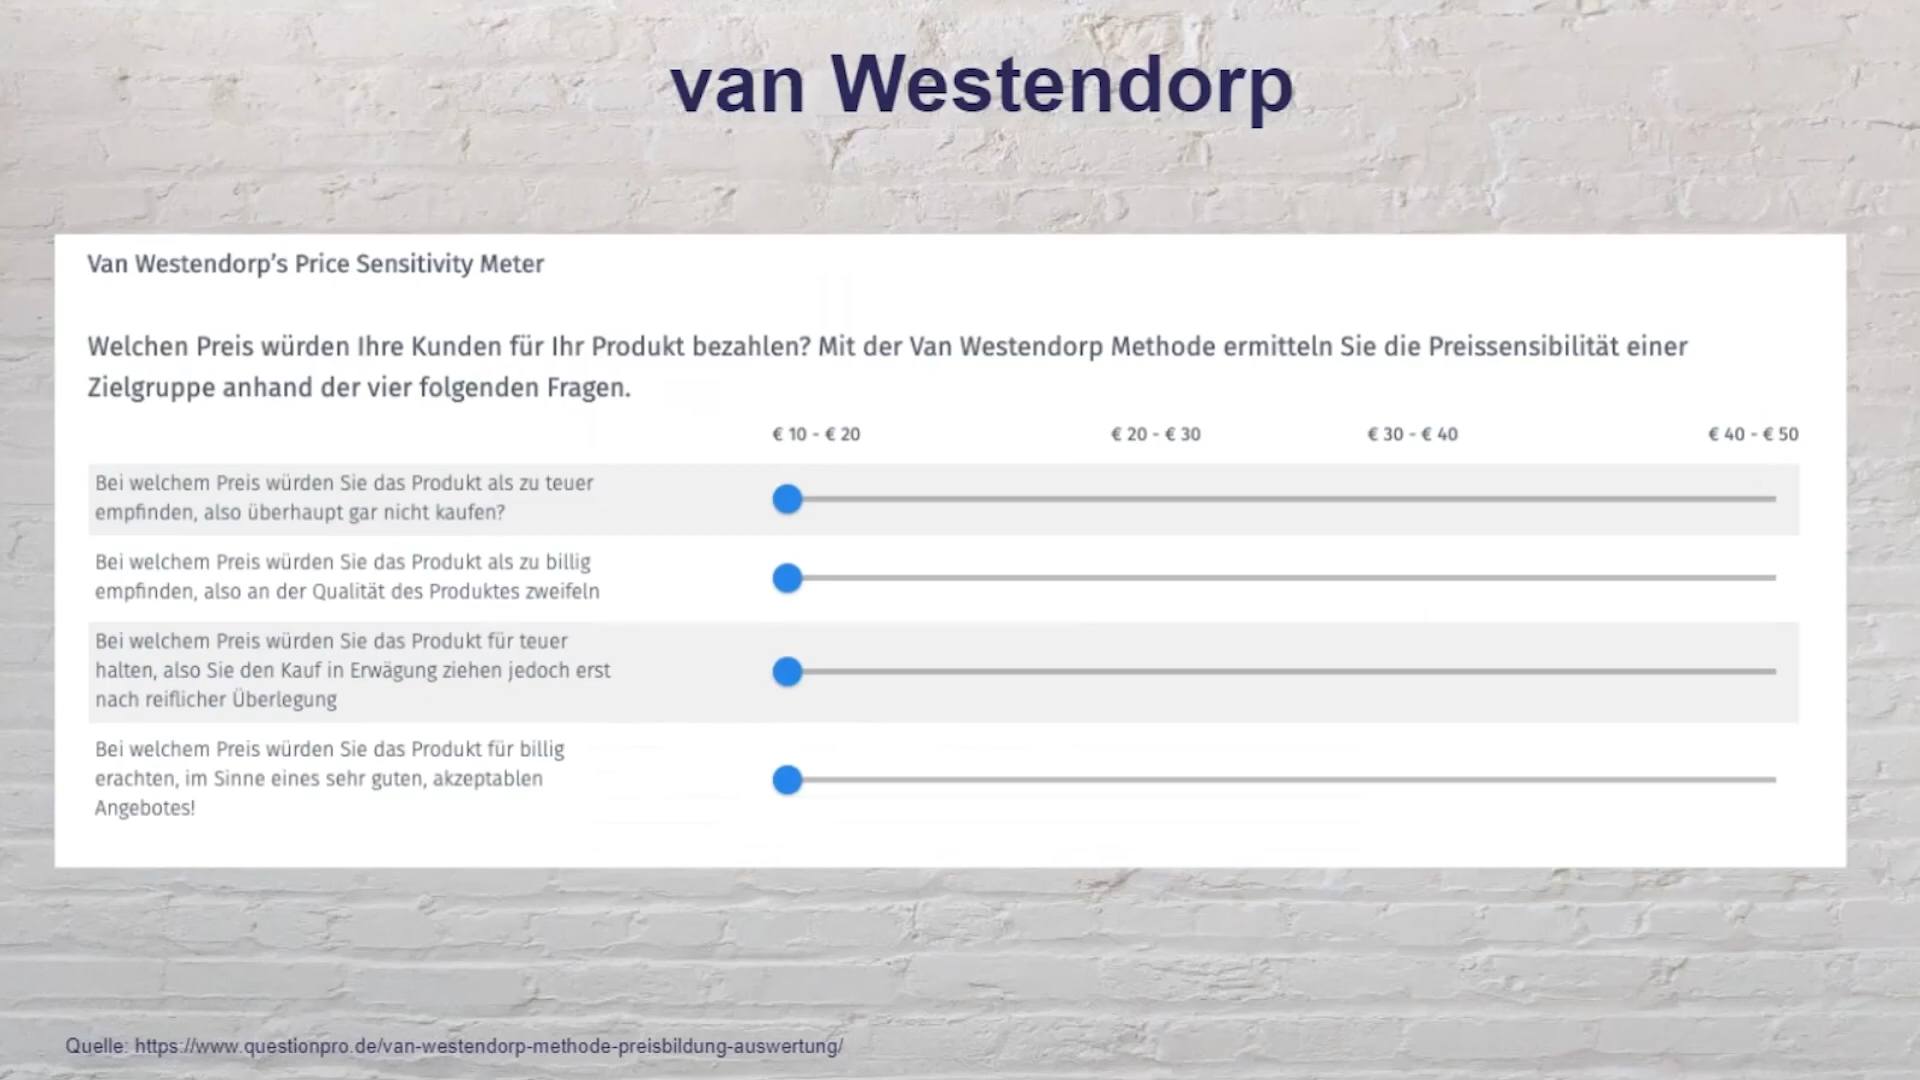 van Westendorp
Van Westendorp’s Price Sensitivity Meter
Welchen Preis würden Ihre Kunden für Ihr Produkt bezahlen? Mit der Van Westendorp Methode ermitteln Sie die Preissensibilität einer
Zielgruppe anhand der vier folgenden Fragen.
€ 10 - € 20 € 20 - € 30 € 30 - € 40 € 40 - € 50
Bei welchem Preis würden Sie das Produkt als zu teuer
empfinden, also überhaupt gar nicht kaufen?
Bei welchem Preis würden Sie das Produkt als zu billig
empfinden, also an der Qualität des Produktes zweifeln
Bei welchem Preis würden Sie das Produkt für teuer
halten, also Sie den Kauf in Erwägung ziehen jedoch erst
nach reiflicher Überlegung
Bei welchem Preis würden Sie das Produkt für billig
erachten, im Sinne eines sehr guten, akzeptablen
Angebotes!
Quelle: https://www.questionpro.de/van-westendorp-methode-preisbildung-auswertung/